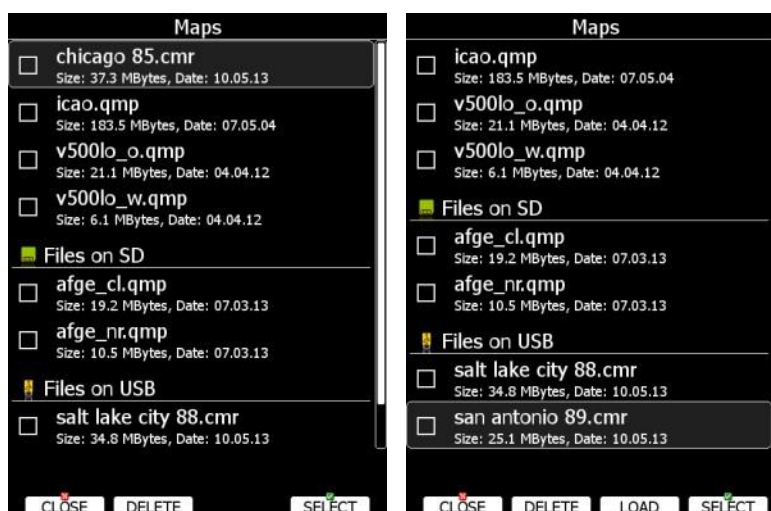 Maps
chicago 85.cmr
Size: 37.3 MBytes, Date: 10.05.13
icao.qmp
Size: 183.5 MBytes, Date: 07.05.04
v500lo_o.qmp
Size: 21.1 MBytes, Date: 04.04.12
v500lo_w.qmp
Size: 6.1 MBytes, Date: 04.04.12
Files on SD
afge_cl.qmp
Size: 19.2 MBytes, Date: 07.03.13
afge_nr.qmp
Size: 10.5 MBytes, Date: 07.03.13
Files on USB
salt lake city 88.cmr
Size: 34.8 MBytes, Date: 10.05.13
CLOSE DELETE SELECT
Maps
icao.qmp
Size: 183.5 MBytes, Date: 07.05.04
v500lo_o.qmp
Size: 21.1 MBytes, Date: 04.04.12
v500lo_w.qmp
Size: 6.1 MBytes, Date: 04.04.12
Files on SD
afge_cl.qmp
Size: 19.2 MBytes, Date: 07.03.13
afge_nr.qmp
Size: 10.5 MBytes, Date: 07.03.13
Files on USB
salt lake city 88.cmr
Size: 34.8 MBytes, Date: 10.05.13
san antonio 89.cmr
Size: 25.1 MBytes, Date: 10.05.13
CLOSE DELETE LOAD SELECT